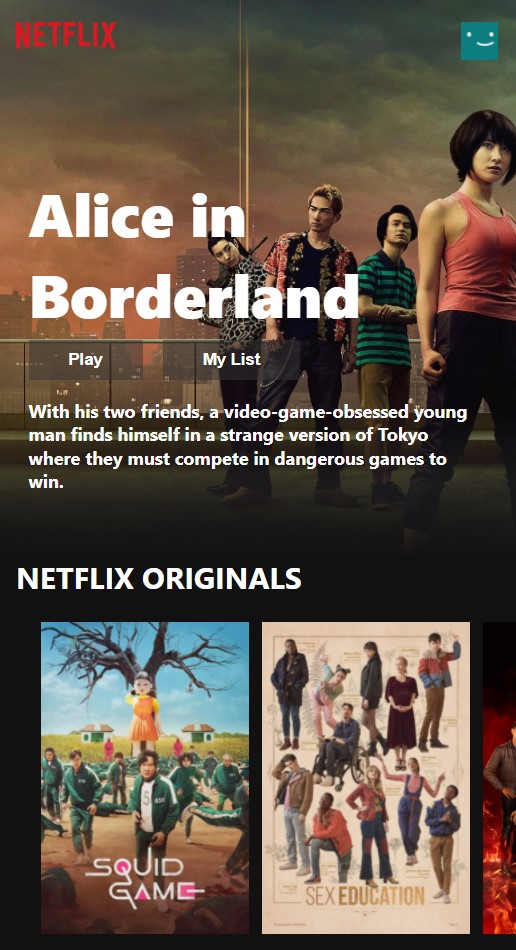 NETFLIX
Alice in
Borderland
Play
My List
With his two friends, a video-game-obsessed young
man finds himself in a strange version of Tokyo
where they must compete in dangerous games to
win.
NETFLIX ORIGINALS
SQUID
GAME
SEX EDUCATION